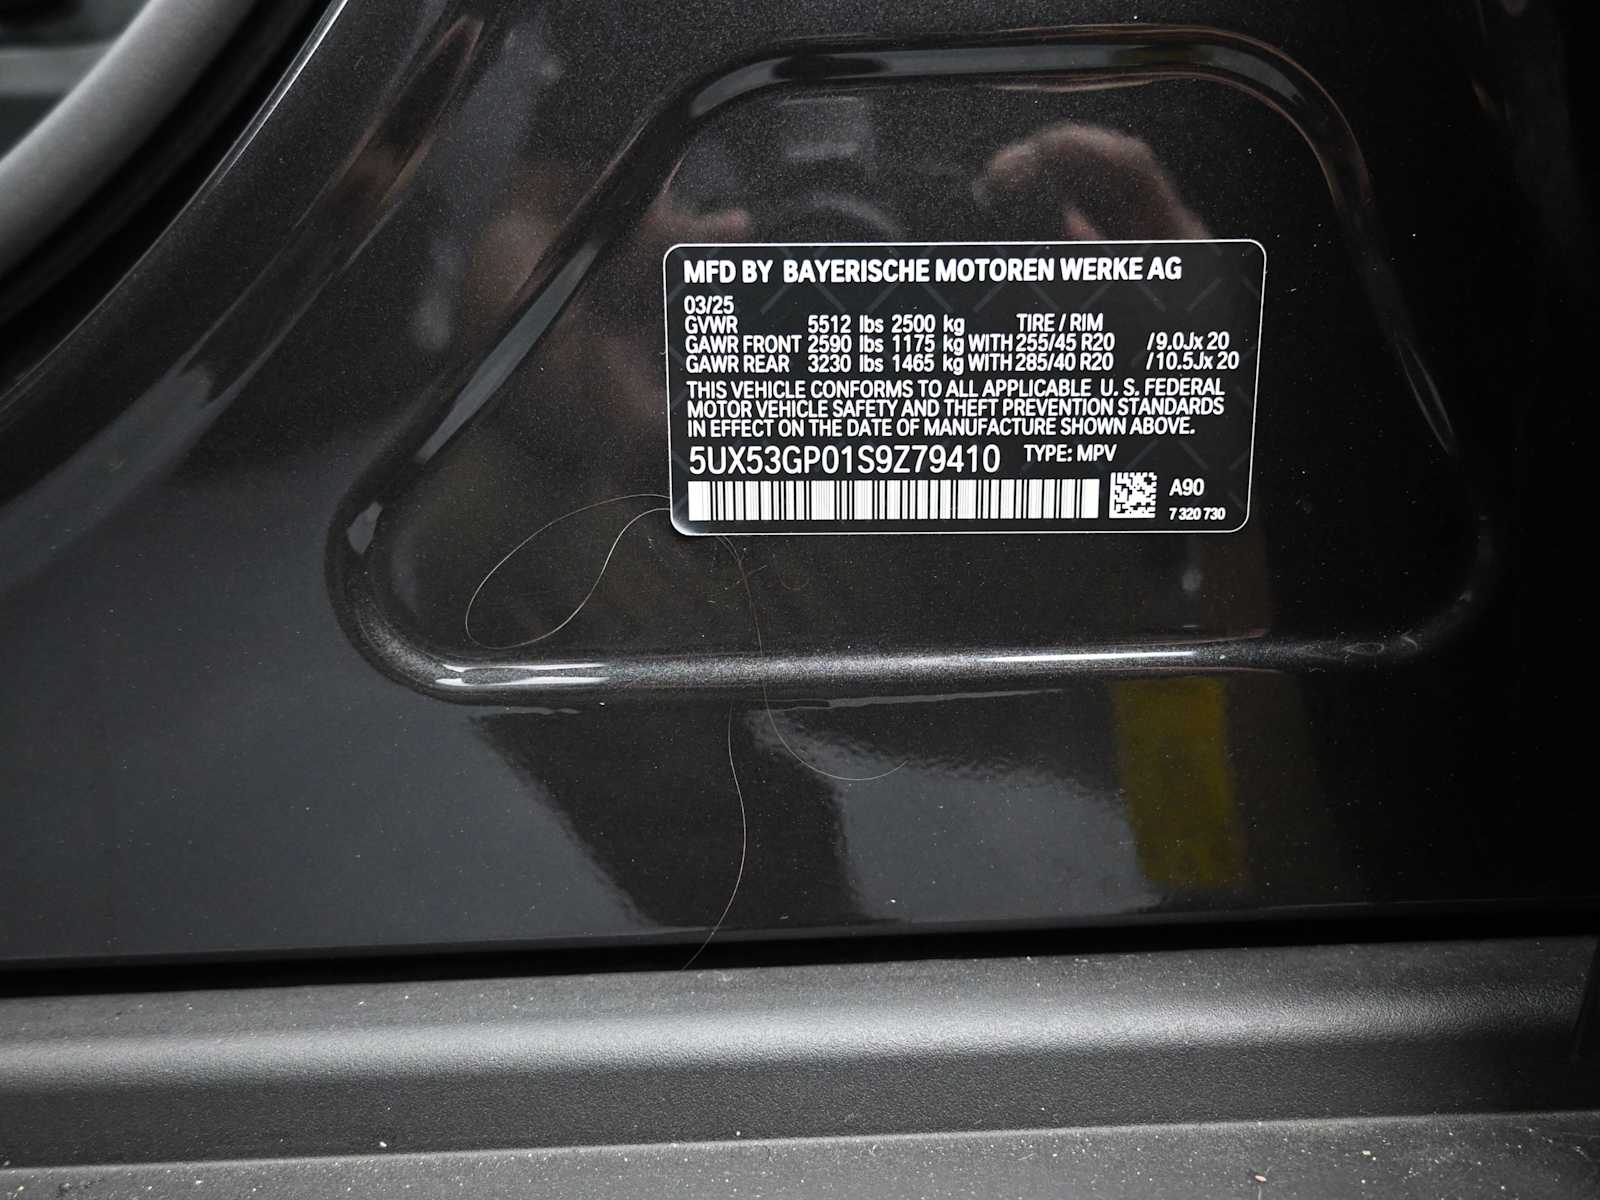 MFD BY BAYERISCHE MOTOREN WERKE AG
03/25
GVWR 5512 lbs 2500 kg TIRE / RIM
GAWR FRONT 2590 lbs 1175 kg WITH 255/45 R20 /9.0Jx 20
GAWR REAR 3230 lbs 1465 kg WITH 285/40 R20 /10.5Jx 20
THIS VEHICLE CONFORMS TO ALL APPLICABLE U. S. FEDERAL
MOTOR VEHICLE SAFETY AND THEFT PREVENTION STANDARDS
IN EFFECT ON THE DATE OF MANUFACTURE SHOWN ABOVE.
5UX53GP01S9Z79410 TYPE: MPV
A90
7 320 730